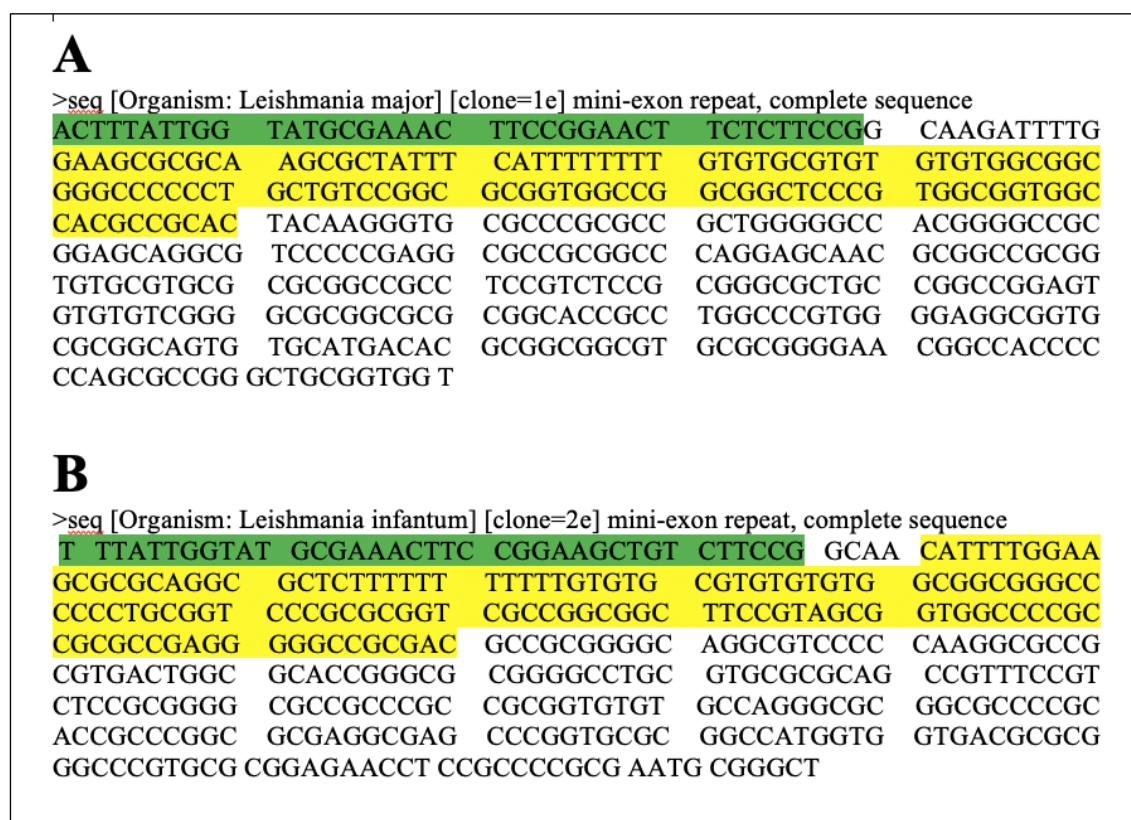 A
>seq [Organism: Leishmania major] [clone=1e] mini-exon repeat, complete sequence
ACTTTATTGG TATGCGAAAC TTCCGGAACT TCTCTTCCGG CAAGATTTTG
GAAGCGCGCA AGCGCTATTT CATTTTTTTT GTGTGCGTGT GTGTGGCGGC
GGGCCCCCCT GCTGTCCGGC GCGGTGGCCG GCGGCTCCCG TGGCGGTGGC
CACGCCGCAC TACAAGGGTG CGCCCGCGCC GCTGGGGGCC ACGGGGCCGC
GGAGCAGGCG TCCCCCGAGG CGCCGCGGCC CAGGAGCAAC GCGGCCGCGG
TGTGCGTGCG CGCGGCCGCC TCCGTCTCCG CGGGCGCTGC CGGCCGGAGT
GTGTGTCGGG GCGCGGCGCG CGGCACCGCC TGGCCCGTGG GGAGGCGGTG
CGCGGCAGTG TGCATGACAC GCGGCGGCGT GCGCGGGGAA CGGCCACCCC
CCAGCGCCGG GCTGCGGTGG T
B
>seq [Organism: Leishmania infantum] [clone=2e] mini-exon repeat, complete sequence
T TTATTGGTAT GCGAAACTTC CGGAAGCTGT CTTCCG GCAA CATTTTGGAA
GCGCGCAGGC GCTCTTTTTT TTTTTGTGTG CGTGTGTGTG GCGGCGGGCC
CCCCTGCGGT CCCGCGCGGT CGCCGGCGGC TTCCGTAGCG GTGGCCCCGC
CGCGCCGAGG GGGCCGCGAC GCCGCGGGGC AGGCGTCCCC CAAGGCGCCG
CGTGACTGGC GCACCGGGCG CGGGGCCTGC GTGCGCGCAG CCGTTTCCGT
CTCCGCGGGG CGCCGCCCGC CGCGGTGTGT GCCAGGGCGC GGCGCCCCGC
ACCGCCCGGC GCGAGGCGAG CCCGGTGCGC GGCCATGGTG GTGACGCGCG
GGCCCGTGCG CGGAGAACCT CCGCCCCGCG AATG CGGGCT